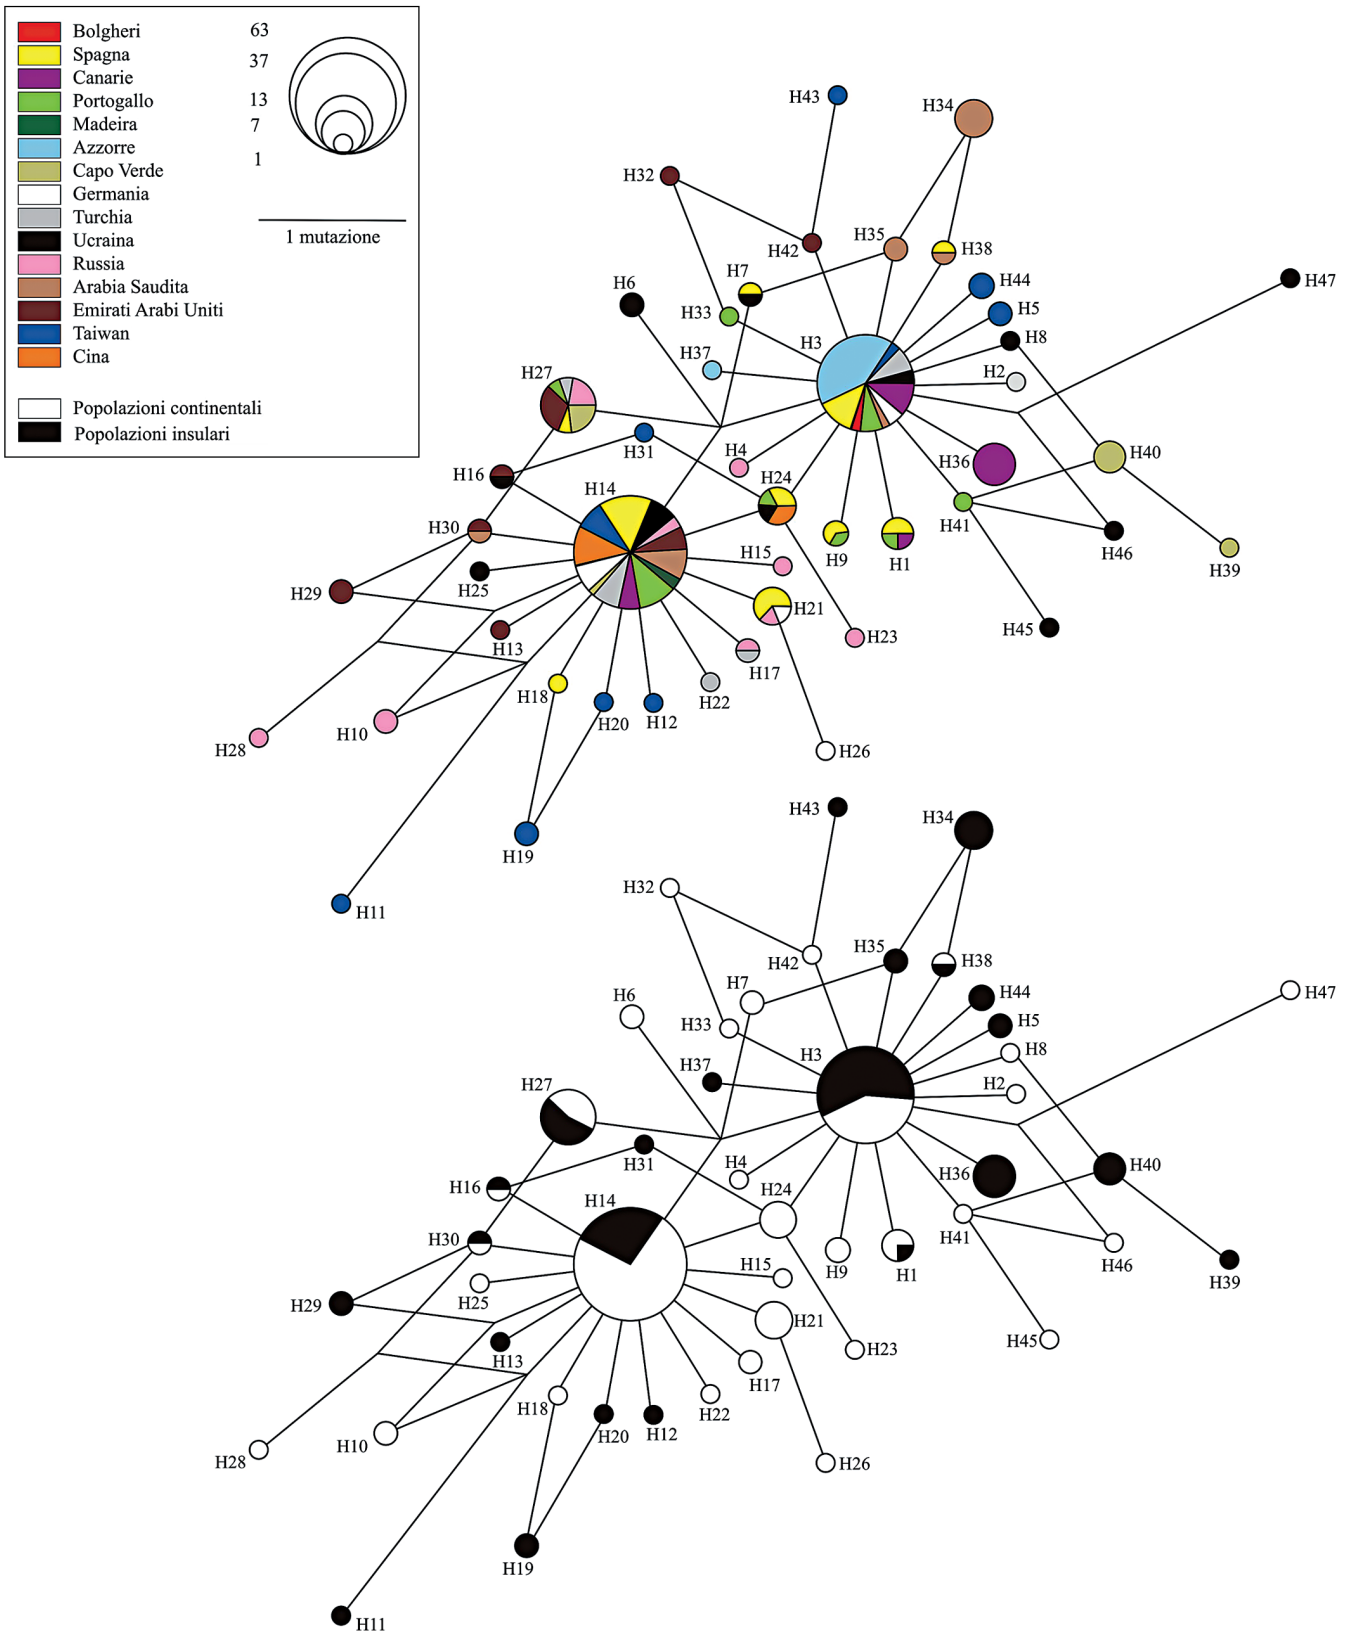 Bolgheri
Spagna
Canarie
Portogallo
Madeira
Azzorre
Capo Verde
Germania
Turchia
Ucraina
Russia
Arabia Saudita
Emirati Arabi Uniti
Taiwan
Cina
Popolazioni continentali
Popolazioni insulari
63
37
13
7
1
1 mutazione
H43
H34
H32
H42
H35
H38
H7
H44
H47
H6
H33
H5
H3
H8
H37
H2
H27
H31
H4
H36
H40
H16
H24
H14
H41
H30
H9
H1
H46
H39
H15
H25
H29
H21
H13
H23
H45
H17
H18
H22
H20
H12
H10
H28
H26
H19
H11
H43
H34
H32
H42
H35
H38
H7
H44
H47
H6
H33
H5
H3
H8
H37
H2
H27
H31
H4
H36
H40
H16
H24
H14
H41
H30
H9
H1
H46
H39
H15
H25
H29
H21
H13
H23
H45
H17
H18
H22
H20
H12
H10
H28
H26
H19
H11